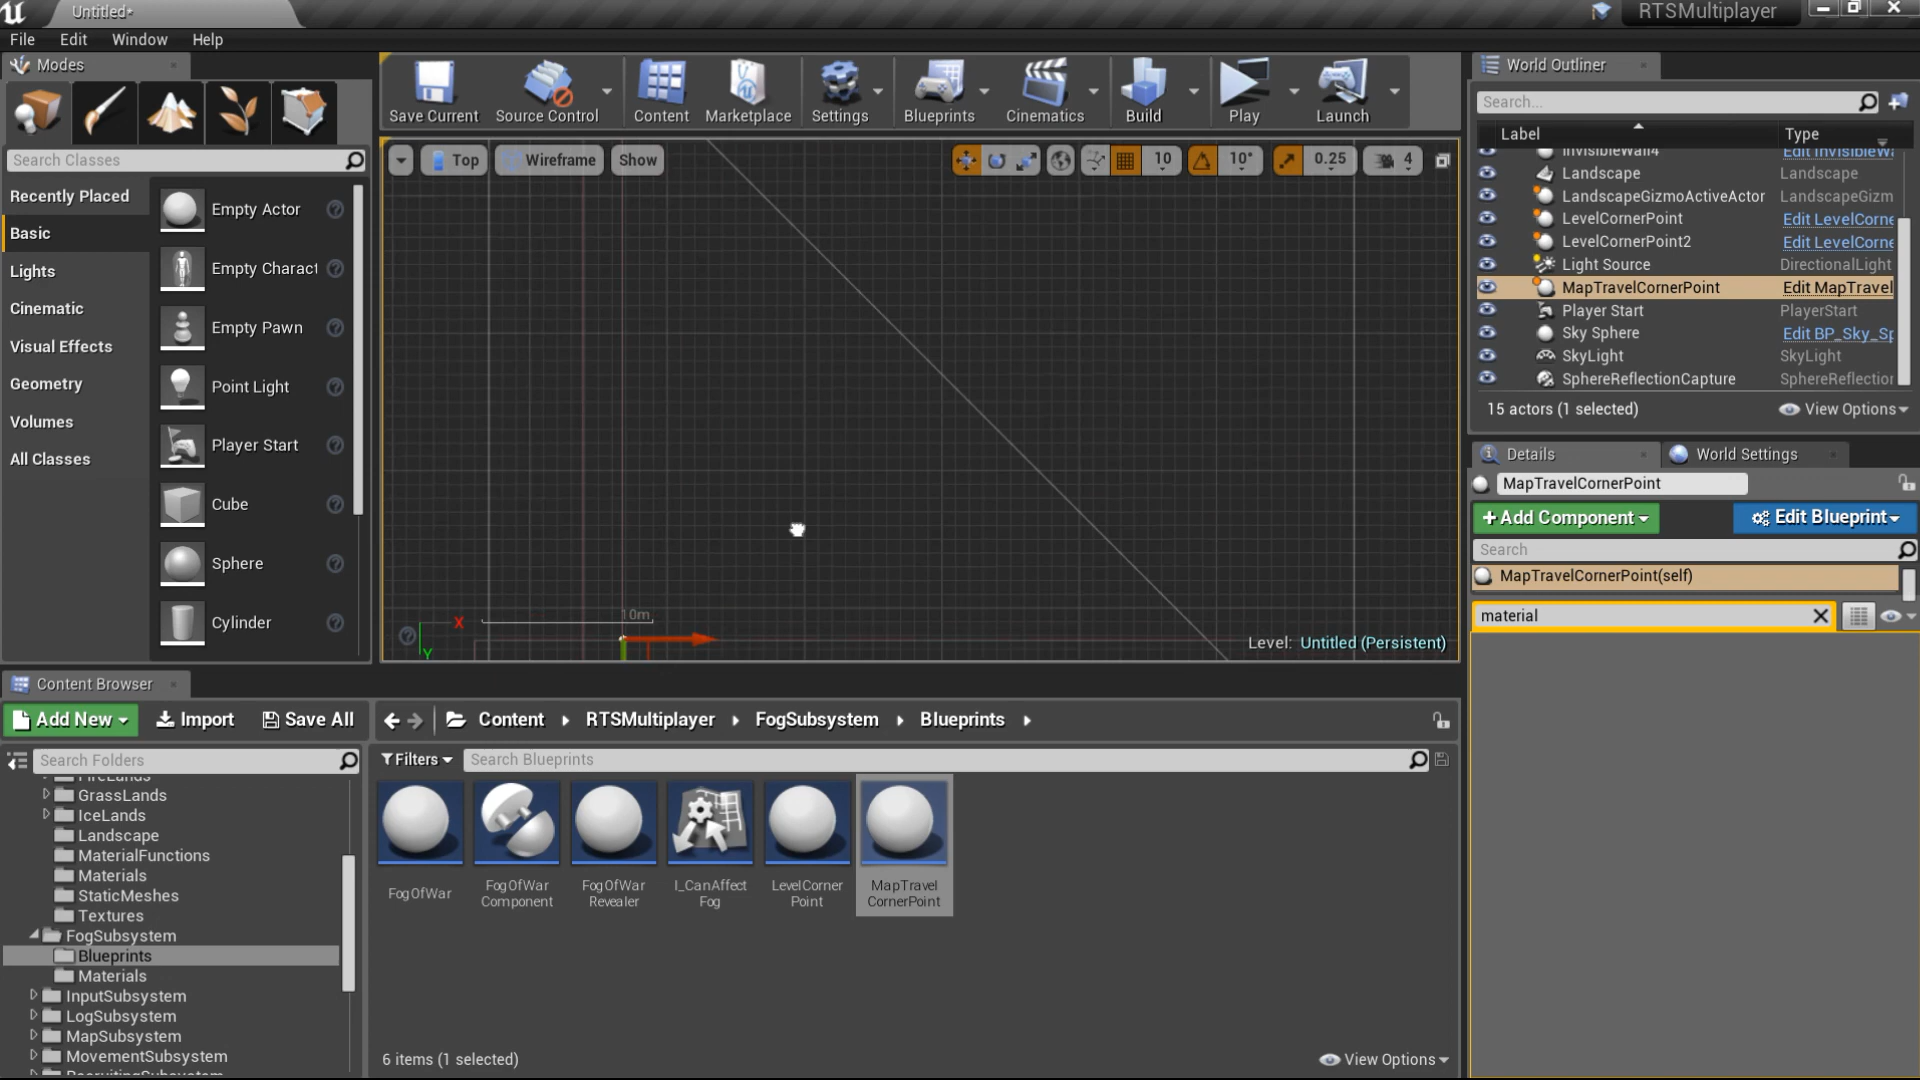 Untitled*
RTSMultiplayer
File Edit Window Help
Modes
Search Classes
Recently Placed
Basic
Lights
Cinematic
Visual Effects
Geometry
Volumes
All Classes
Empty Actor
Empty Charact
Empty Pawn
Point Light
Player Start
Cube
Sphere
Cylinder
Save Current Source Control Content Marketplace Settings Blueprints Cinematics Build Play Launch
Top Wireframe Show 10 10° 0.25 4
10m
X
Y
Level: Untitled (Persistent)
World Outliner
Search...
Label Type
InvisibleWall4 Edit InvisibleWa
Landscape Landscape
LandscapeGizmoActiveActor LandscapeGizm
LevelCornerPoint Edit LevelCorne
LevelCornerPoint2 Edit LevelCorne
Light Source DirectionalLight
MapTravelCornerPoint Edit MapTravel
Player Start PlayerStart
Sky Sphere Edit BP_Sky_Sp
SkyLight SkyLight
SphereReflectionCapture SphereReflection
15 actors (1 selected) View Options
Details World Settings
MapTravelCornerPoint
+Add Component Edit Blueprint
Search
MapTravelCornerPoint(self)
material
Content Browser
Add New Import Save All
Content RTSMultiplayer FogSubsystem Blueprints
Search Folders
FireLands
GrassLands
IceLands
Landscape
MaterialFunctions
Materials
StaticMeshes
Textures
FogSubsystem
Blueprints
Materials
InputSubsystem
LogSubsystem
MapSubsystem
MovementSubsystem
RecruitingSubsystem
Filters Search Blueprints
FogOfWar
FogOfWar
Component
FogOfWar
Revealer
I_CanAffect
Fog
LevelCorner
Point
MapTravel
CornerPoint
6 items (1 selected) View Options